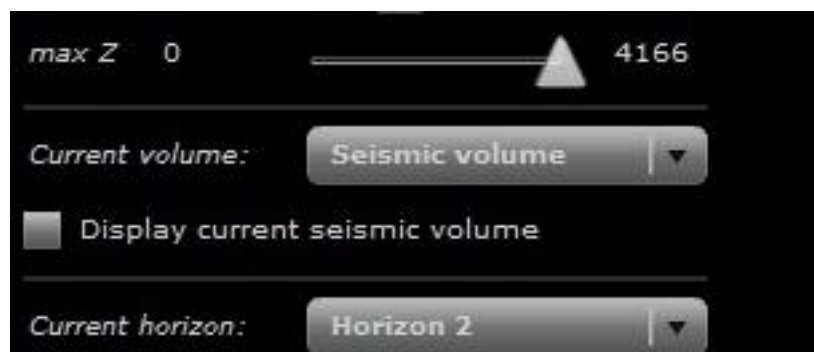 max Z 0 4166
Current volume: Seismic volume
Display current seismic volume
Current horizon: Horizon 2